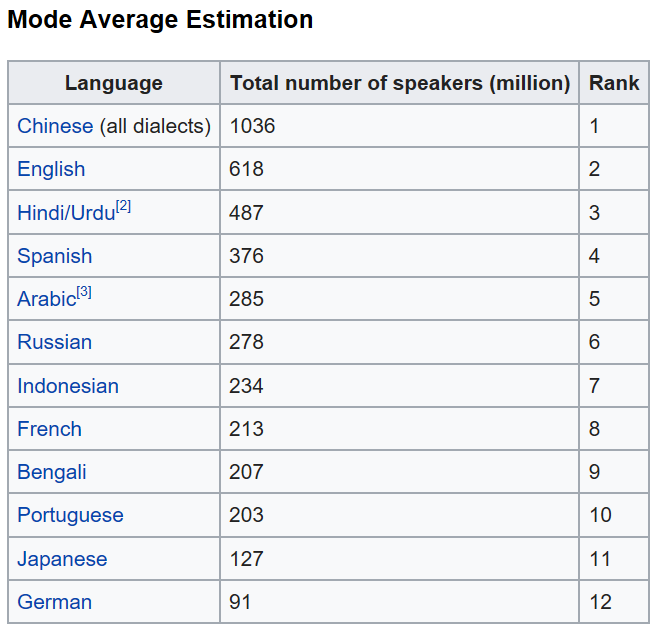 Mode Average Estimation
Language Total number of speakers (million) Rank
Chinese (all dialects) 1036 1
English 618 2
Hindi/Urdu[2] 487 3
Spanish 376 4
Arabic[3] 285 5
Russian 278 6
Indonesian 234 7
French 213 8
Bengali 207 9
Portuguese 203 10
Japanese 127 11
German 91 12